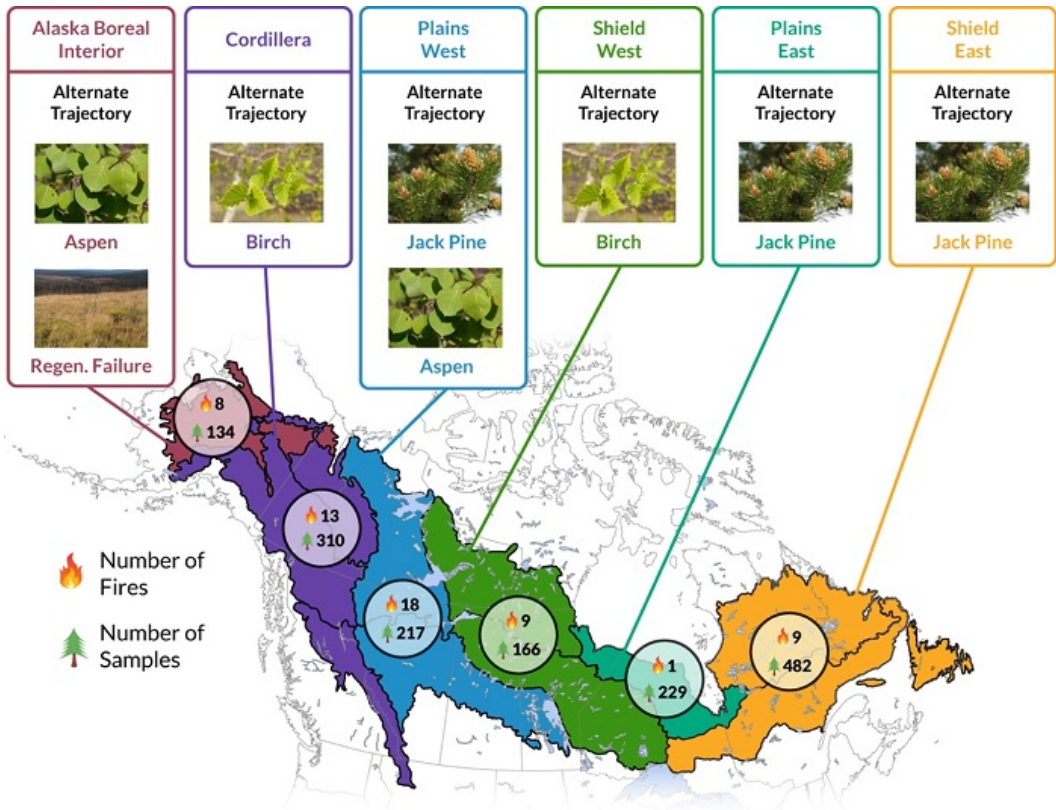 Alaska Boreal
Interior
Alternate
Trajectory
Aspen
Regen. Failure
Cordillera
Alternate
Trajectory
Birch
Plains
West
Alternate
Trajectory
Jack Pine
Aspen
Shield
West
Alternate
Trajectory
Birch
Plains
East
Alternate
Trajectory
Jack Pine
Shield
East
Alternate
Trajectory
Jack Pine
8
134
13
310
18
217
9
166
1
229
9
482
Number of
Fires
Number of
Samples